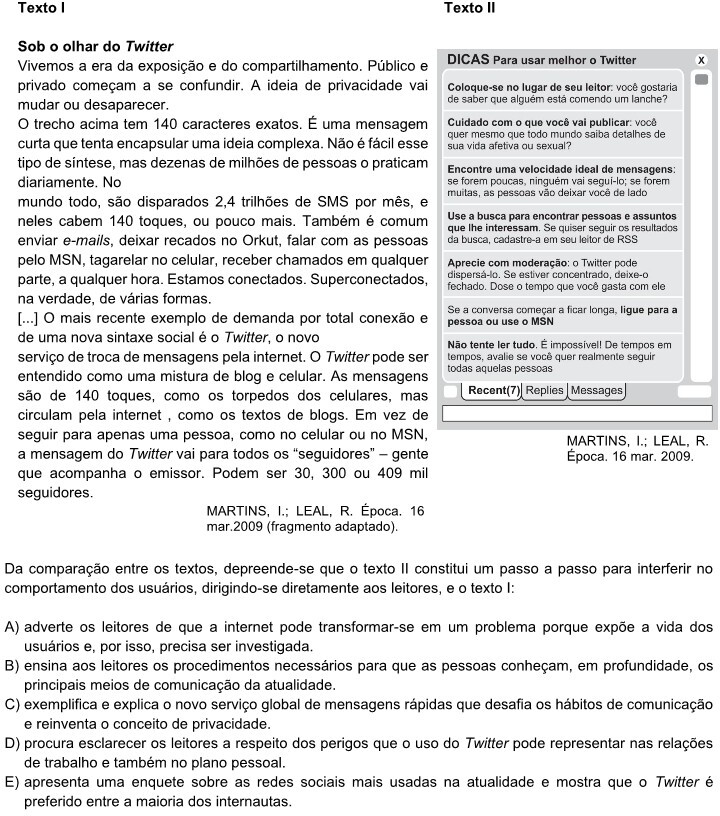 Texto I
Sob o olhar do Twitter
Vivemos a era da exposição e do compartilhamento. Público e
privado começam a se confundir. A ideia de privacidade vai
mudar ou desaparecer.
O trecho acima tem 140 caracteres exatos. É uma mensagem
curta que tenta encapsular uma ideia complexa. Não é fácil esse
tipo de síntese, mas dezenas de milhões de pessoas o praticam
diariamente. No
mundo todo, são disparados 2,4 trilhões de SMS por mês, e
neles cabem 140 toques, ou pouco mais. Também é comum
enviar e-mails, deixar recados no Orkut, falar com as pessoas
pelo MSN, tagarelar no celular, receber chamados em qualquer
parte, a qualquer hora. Estamos conectados. Superconectados,
na verdade, de várias formas.
[...] O mais recente exemplo de demanda por total conexão e
de uma nova sintaxe social é o Twitter, o novo
serviço de troca de mensagens pela internet. O Twitter pode ser
entendido como uma mistura de blog e celular. As mensagens
são de 140 toques, como os torpedos dos celulares, mas
circulam pela internet , como os textos de blogs. Em vez de
seguir para apenas uma pessoa, como no celular ou no MSN,
a mensagem do Twitter vai para todos os “seguidores” – gente
que acompanha o emissor. Podem ser 30, 300 ou 409 mil
seguidores.
MARTINS, I.; LEAL, R. Época. 16
mar.2009 (fragmento adaptado).
Texto II
DICAS Para usar melhor o Twitter
X
Coloque-se no lugar de seu leitor: você gostaria
de saber que alguém está comendo um lanche?
Cuidado com o que você vai publicar: você
quer mesmo que todo mundo saiba detalhes de
sua vida afetiva ou sexual?
Encontre uma velocidade ideal de mensagens:
se forem poucas, ninguém vai seguí-lo; se forem
muitas, as pessoas vão deixar você de lado
Use a busca para encontrar pessoas e assuntos
que lhe interessam. Se quiser seguir os resultados
da busca, cadastre-a em seu leitor de RSS
Aprecie com moderação: o Twitter pode
dispersá-lo. Se estiver concentrado, deixe-o
fechado. Dose o tempo que você gasta com ele
Se a conversa começar a ficar longa, ligue para a
pessoa ou use o MSN
Não tente ler tudo. É impossível! De tempos em
tempos, avalie se você quer realmente seguir
todas aquelas pessoas
Recent(7) Replies Messages
MARTINS, I.; LEAL, R.
Época. 16 mar. 2009.
Da comparação entre os textos, depreende-se que o texto II constitui um passo a passo para interferir no
comportamento dos usuários, dirigindo-se diretamente aos leitores, e o texto I:
A) adverte os leitores de que a internet pode transformar-se em um problema porque expõe a vida dos
usuários e, por isso, precisa ser investigada.
B) ensina aos leitores os procedimentos necessários para que as pessoas conheçam, em profundidade, os
principais meios de comunicação da atualidade.
C) exemplifica e explica o novo serviço global de mensagens rápidas que desafia os hábitos de comunicação
e reinventa o conceito de privacidade.
D) procura esclarecer os leitores a respeito dos perigos que o uso do Twitter pode representar nas relações
de trabalho e também no plano pessoal.
E) apresenta uma enquete sobre as redes sociais mais usadas na atualidade e mostra que o Twitter é
preferido entre a maioria dos internautas.